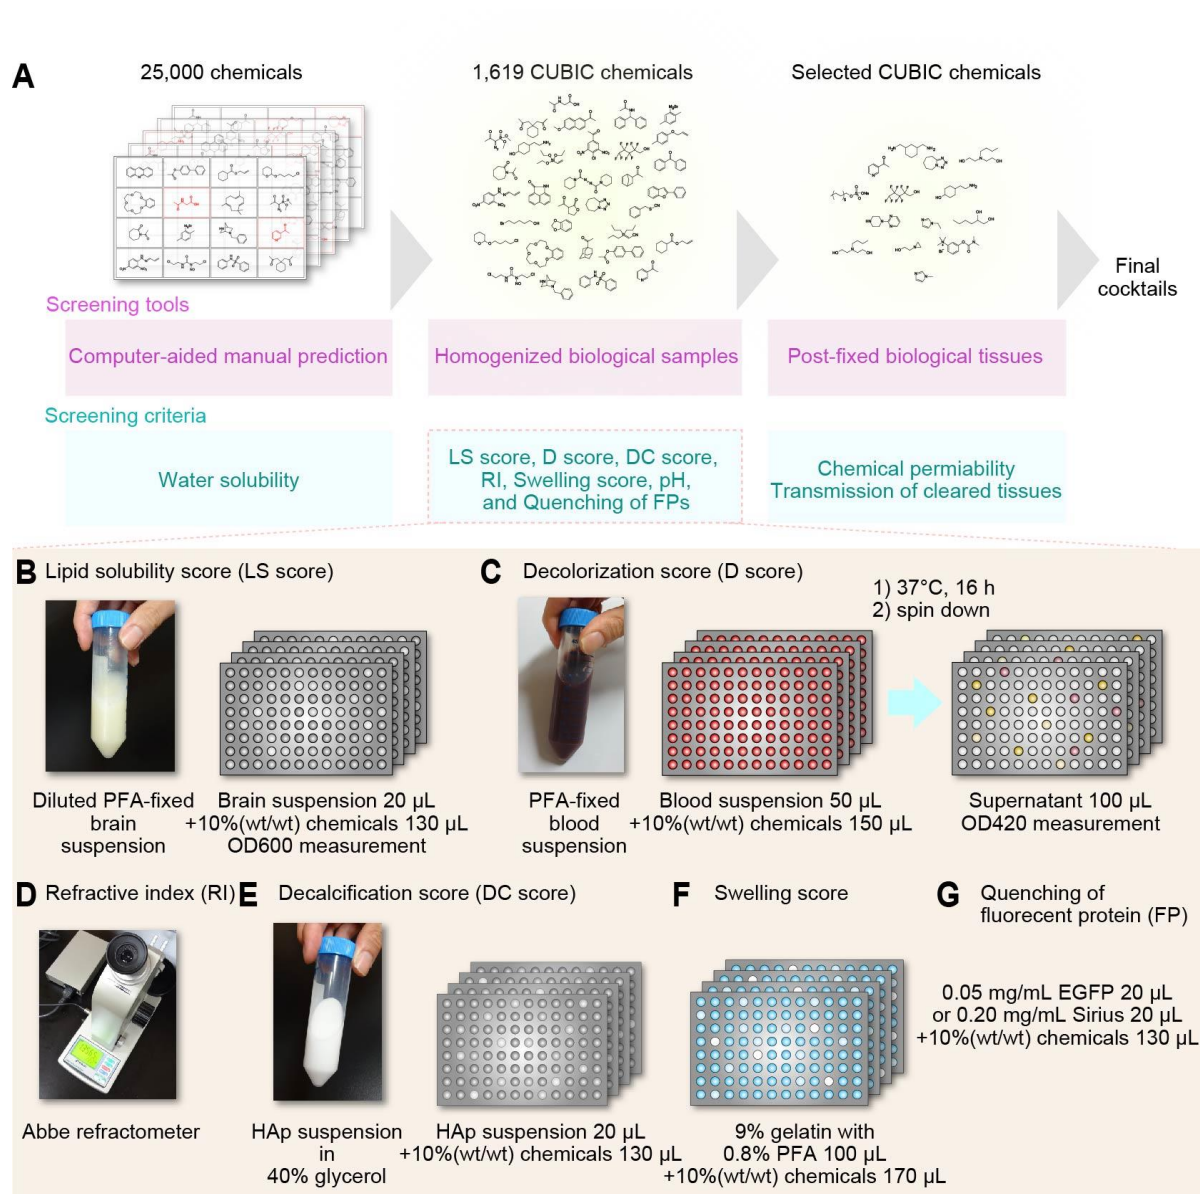 A
25,000 chemicals
1,619 CUBIC chemicals
Selected CUBIC chemicals
Final
cocktails
Screening tools
Computer-aided manual prediction
Homogenized biological samples
Post-fixed biological tissues
Screening criteria
Water solubility
LS score, D score, DC score,
RI, Swelling score, pH,
and Quenching of FPs
Chemical permiability
Transmission of cleared tissues
B Lipid solubility score (LS score)
Diluted PFA-fixed
brain
suspension
Brain suspension 20 µL
+10%(wt/wt) chemicals 130 µL
OD600 measurement
C Decolorization score (D score)
1) 37°C, 16 h
2) spin down
PFA-fixed
blood
suspension
Blood suspension 50 µL
+10%(wt/wt) chemicals 150 µL
Supernatant 100 µL
OD420 measurement
D Refractive index (RI)
Abbe refractometer
E Decalcification score (DC score)
HAp suspension
in
40% glycerol
HAp suspension 20 µL
+10%(wt/wt) chemicals 130 µL
F Swelling score
9% gelatin with
0.8% PFA 100 µL
+10%(wt/wt) chemicals 170 µL
G Quenching of
fluorecent protein (FP)
0.05 mg/mL EGFP 20 µL
or 0.20 mg/mL Sirius 20 µL
+10%(wt/wt) chemicals 130 µL